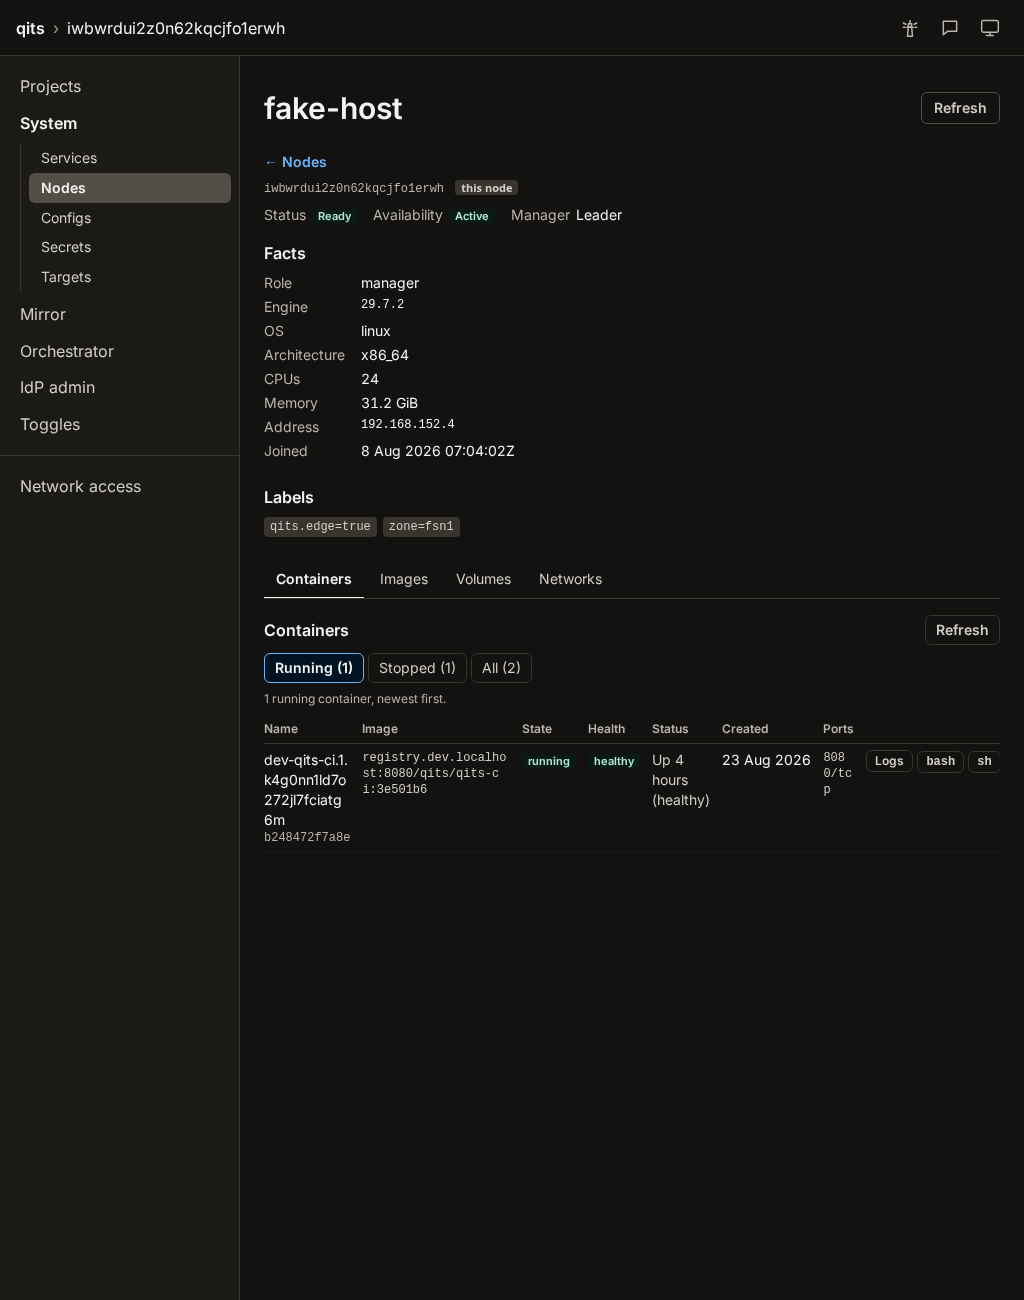 qits › iwbwrdui2z0n62kqcjfo1erwh
Projects
System
Services
Nodes
Configs
Secrets
Targets
Mirror
Orchestrator
IdP admin
Toggles
Network access
fake-host
Refresh
← Nodes
iwbwrdui2z0n62kqcjfo1erwh this node
Status Ready Availability Active Manager Leader
Facts
Role manager
Engine 29.7.2
OS linux
Architecture x86_64
CPUs 24
Memory 31.2 GiB
Address 192.168.152.4
Joined 8 Aug 2026 07:04:02Z
Labels
qits.edge=true zone=fsn1
Containers Images Volumes Networks
Containers
Refresh
Running (1) Stopped (1) All (2)
1 running container, newest first.
Name Image State Health Status Created Ports
dev-qits-ci.1.
k4g0nn1ld7o
272jl7fciatg
6m
b248472f7a8e
registry.dev.localho
st:8080/qits/qits-c
i:3e501b6
running
healthy
Up 4
hours
(healthy)
23 Aug 2026
808
0/tc
p
Logs bash sh